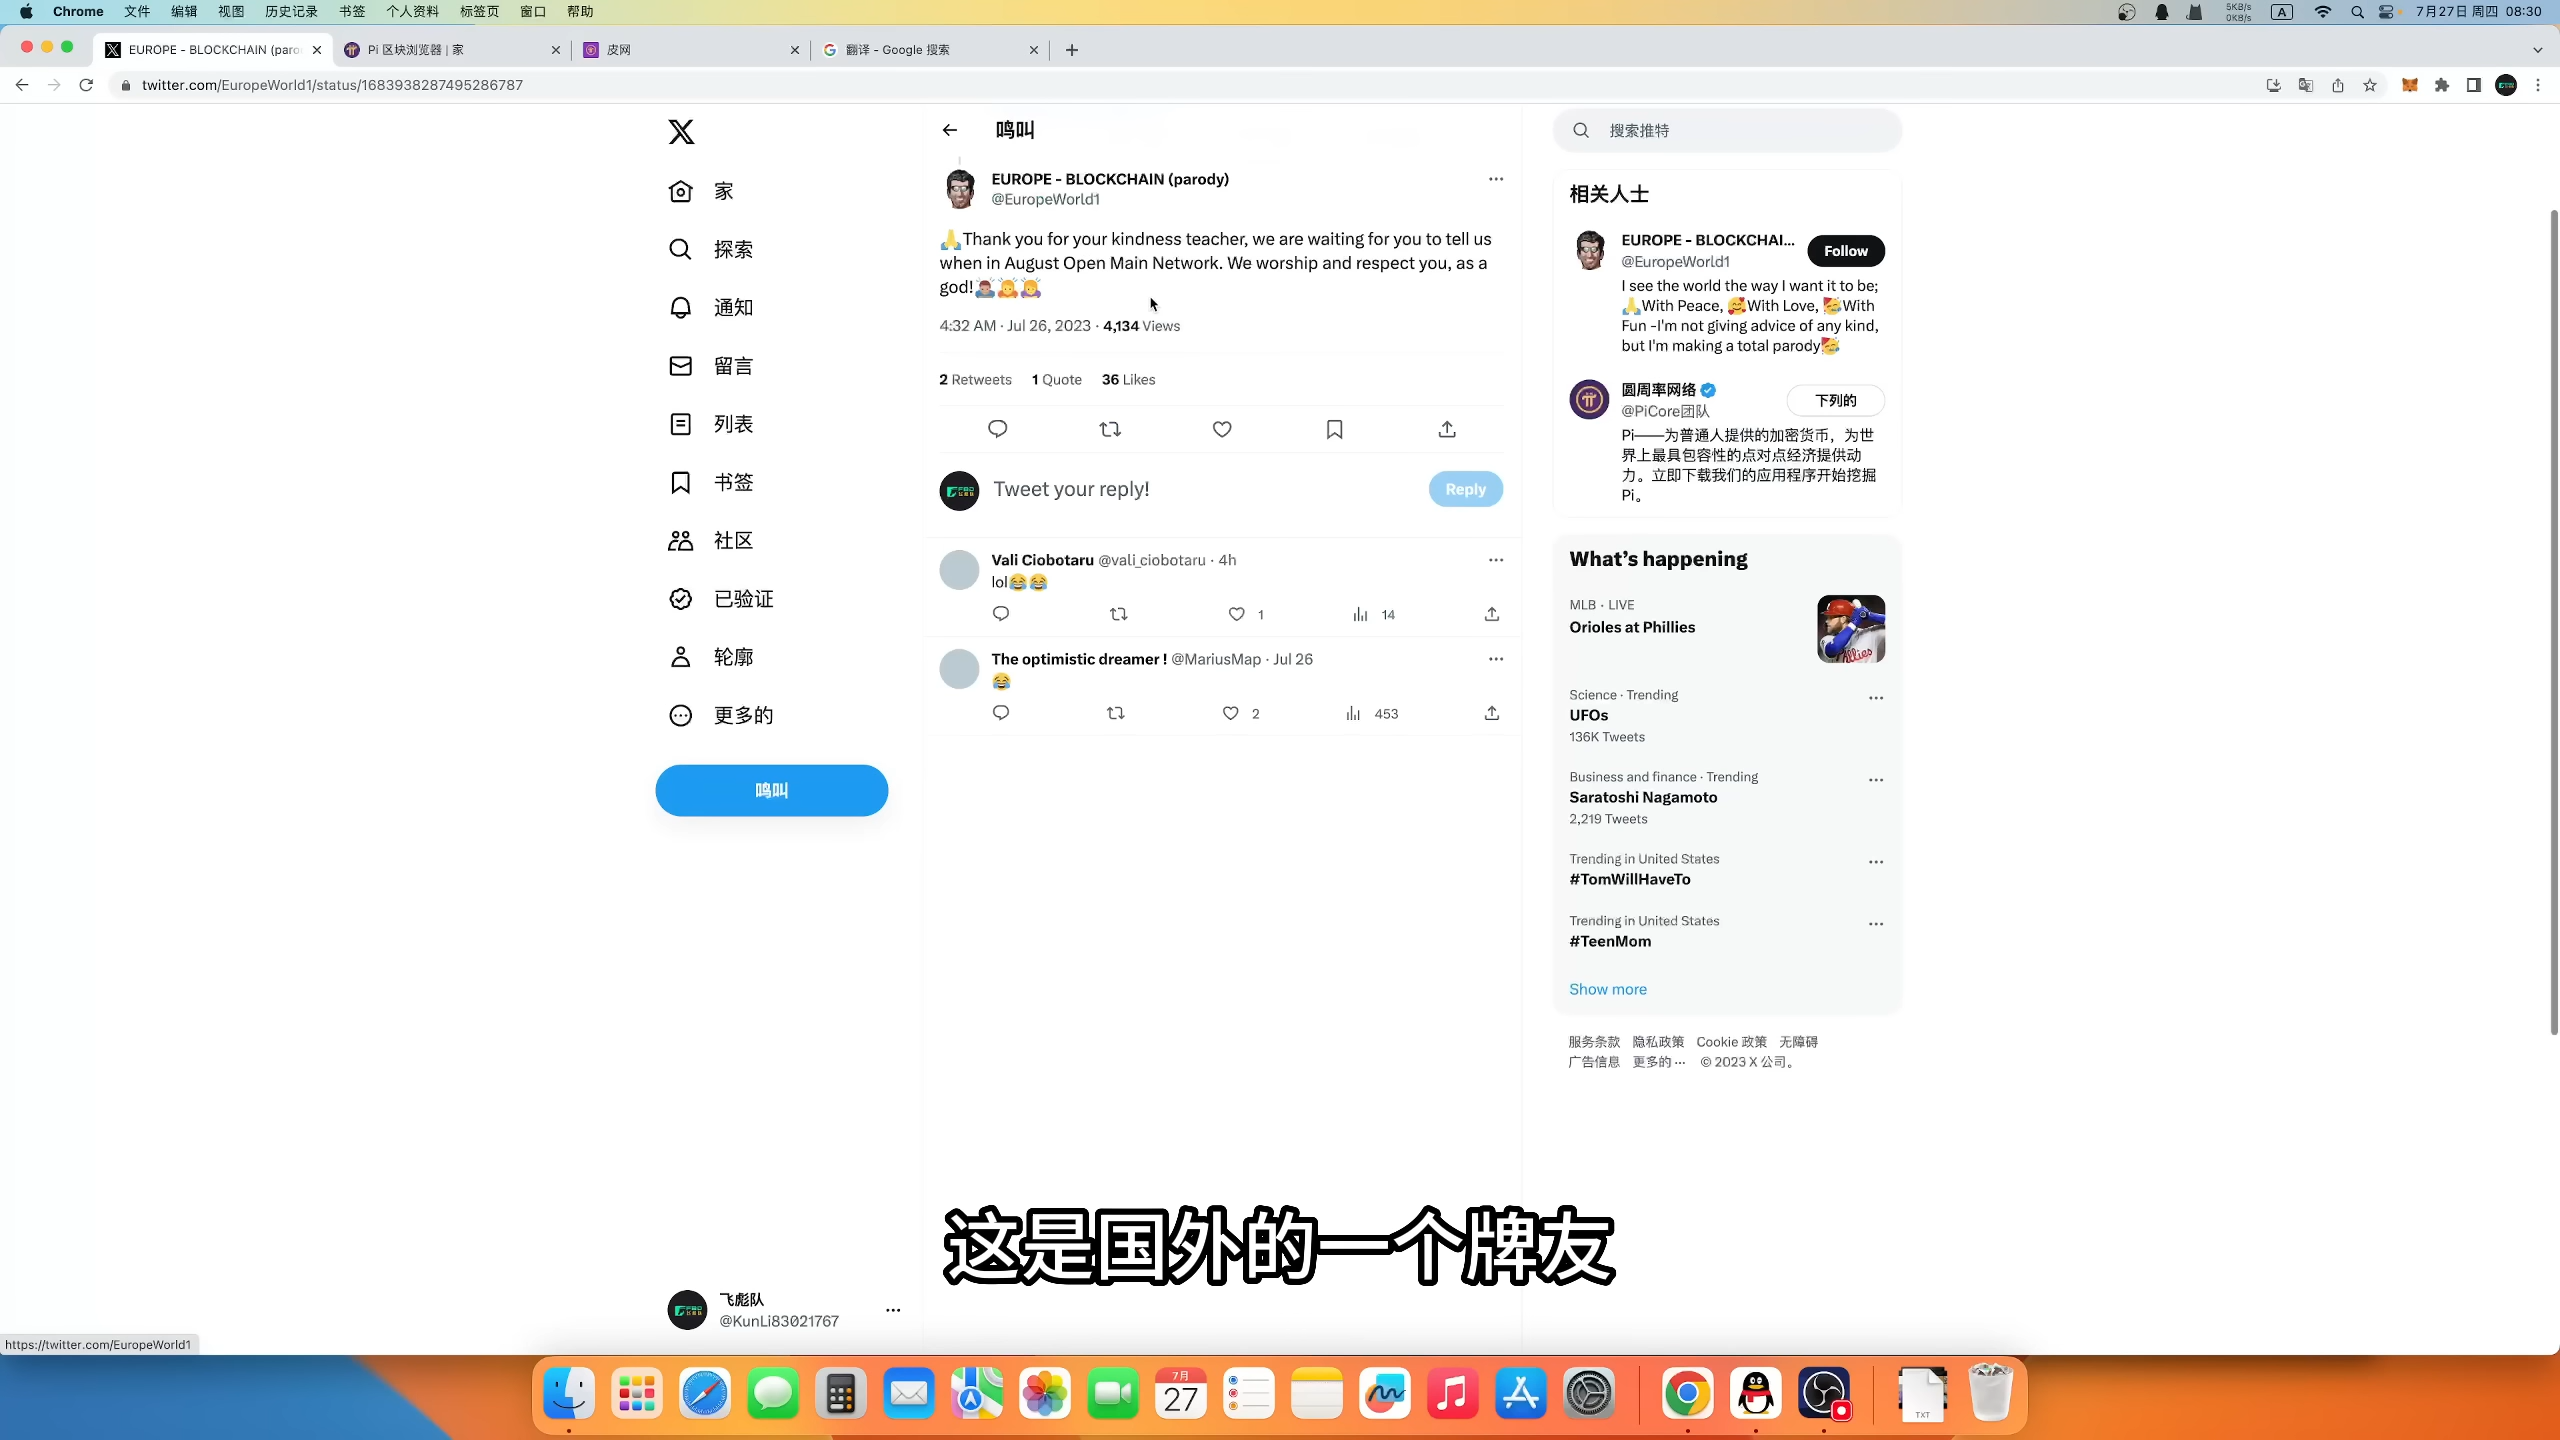 Chrome 文件 编辑 视图 历史记录 书签 个人资料 标签页 窗口 帮助
5KB/s
0KB/s
A
7月27日 周四 08:30
EUROPE - BLOCKCHAIN (paro
Pi 区块浏览器 | 家
皮网
翻译 - Google 搜索
twitter.com/EuropeWorld1/status/1683938287495286787
家
探索
通知
留言
列表
书签
社区
已验证
轮廓
更多的
鸣叫
飞彪队
@KunLi83021767
鸣叫
EUROPE - BLOCKCHAIN (parody)
@EuropeWorld1
🙏Thank you for your kindness teacher, we are waiting for you to tell us
when in August Open Main Network. We worship and respect you, as a
god!🙇🏽‍♂️🙇🙇‍♀️
4:32 AM · Jul 26, 2023 · 4,134 Views
2 Retweets 1 Quote 36 Likes
Tweet your reply!
Reply
Vali Ciobotaru @vali_ciobotaru · 4h
lol😂😂
1 14
The optimistic dreamer ! @MariusMap · Jul 26
😂
2 453
搜索推特
相关人士
EUROPE - BLOCKCHAI...
@EuropeWorld1
Follow
I see the world the way I want it to be;
🙏With Peace, 🥰With Love, 🥳With
Fun -I'm not giving advice of any kind,
but I'm making a total parody🥳
圆周率网络
@PiCore团队
下列的
Pi——为普通人提供的加密货币，为世
界上最具包容性的点对点经济提供动
力。立即下载我们的应用程序开始挖掘
Pi。
What's happening
MLB · LIVE
Orioles at Phillies
Science · Trending
UFOs
136K Tweets
Business and finance · Trending
Saratoshi Nagamoto
2,219 Tweets
Trending in United States
#TomWillHaveTo
Trending in United States
#TeenMom
Show more
服务条款 隐私政策 Cookie 政策 无障碍
广告信息 更多的 ··· © 2023 X 公司。
这是国外的一个牌友
https://twitter.com/EuropeWorld1
7月
27
TXT